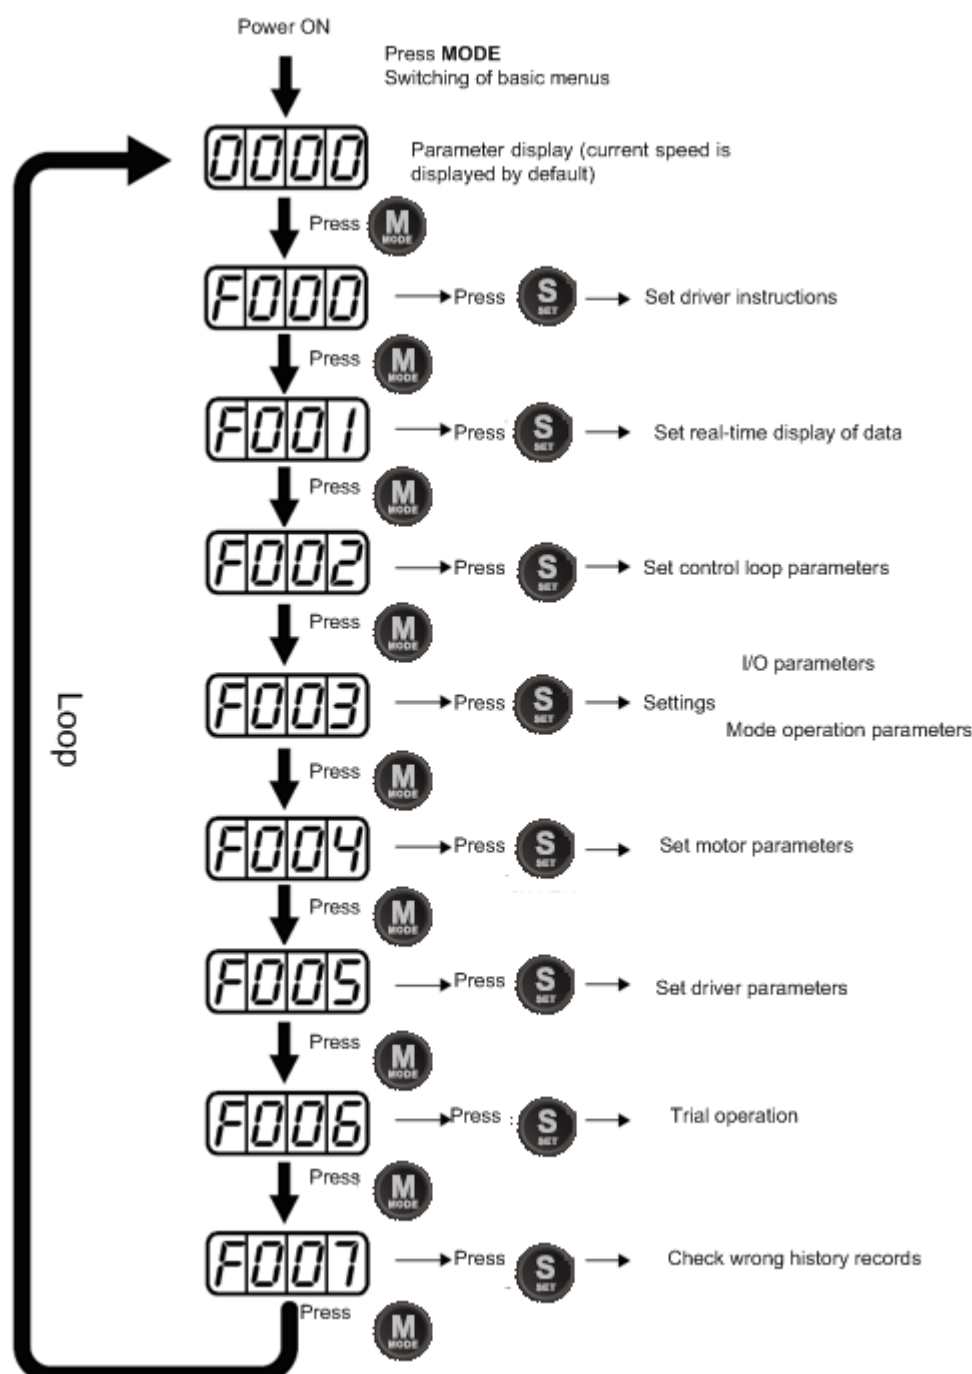 Power ON
Press MODE
Switching of basic menus
0000
Parameter display (current speed is
displayed by default)
Press M MODE
F000
Press S SET Set driver instructions
Press M MODE
F001
Press S SET Set real-time display of data
Press M MODE
F002
Press S SET Set control loop parameters
Press M MODE
I/O parameters
F003
Press S SET Settings
Mode operation parameters
Loop
Press M MODE
F004
Press S SET Set motor parameters
Press M MODE
F005
Press S SET Set driver parameters
Press M MODE
F006
Press : S SET Trial operation
Press M MODE
F007
Press S SET Check wrong history records
Press M MODE